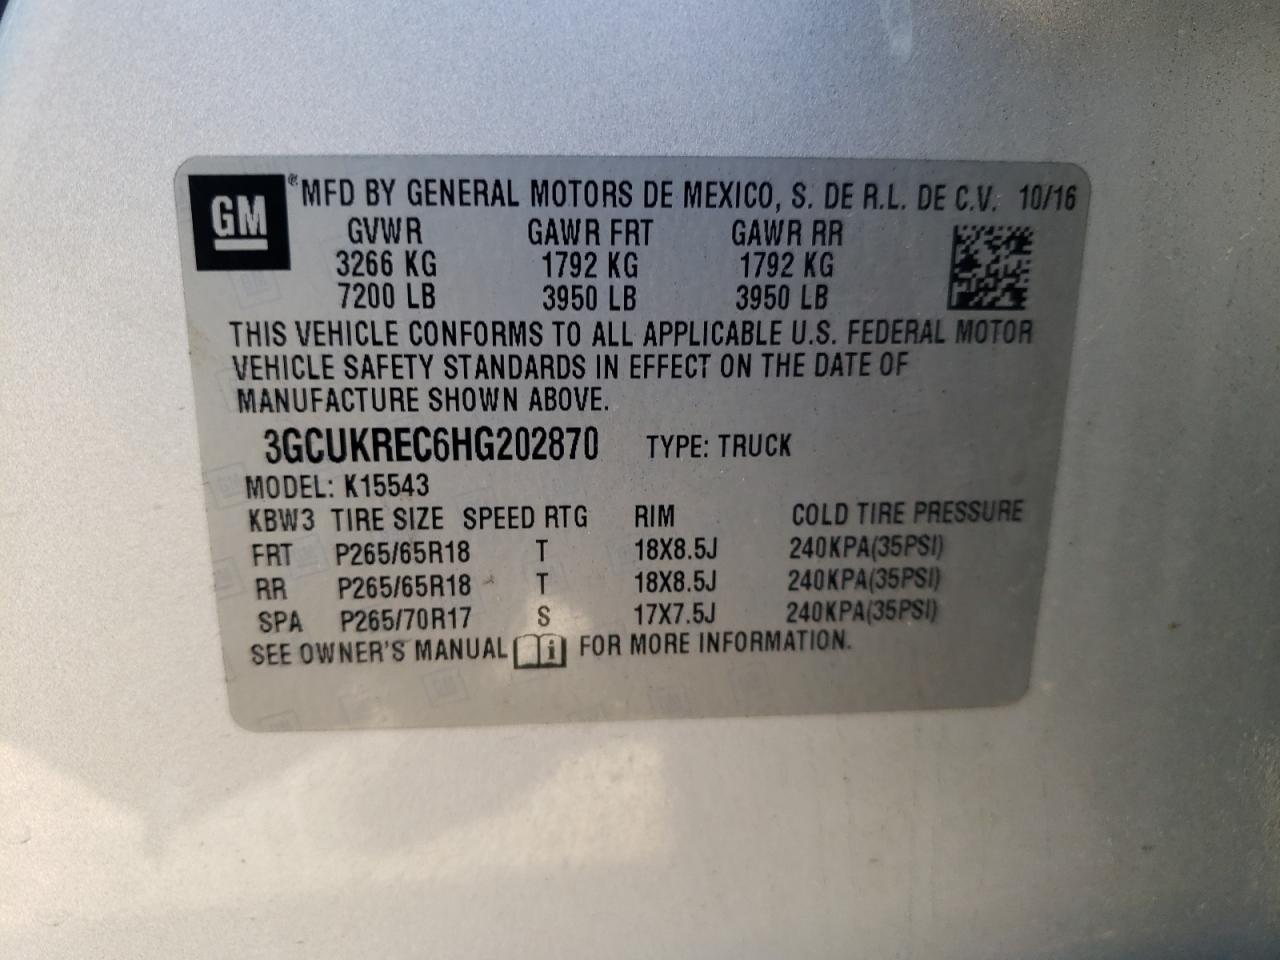 GM ® MFD BY GENERAL MOTORS DE MEXICO, S. DE R.L. DE C.V. 10/16
GVWR GAWR FRT GAWR RR
3266 KG 1792 KG 1792 KG
7200 LB 3950 LB 3950 LB
THIS VEHICLE CONFORMS TO ALL APPLICABLE U.S. FEDERAL MOTOR
VEHICLE SAFETY STANDARDS IN EFFECT ON THE DATE OF
MANUFACTURE SHOWN ABOVE.
3GCUKREC6HG202870 TYPE: TRUCK
MODEL: K15543
KBW3 TIRE SIZE SPEED RTG RIM COLD TIRE PRESSURE
FRT P265/65R18 T 18X8.5J 240KPA(35PSI)
RR P265/65R18 T 18X8.5J 240KPA(35PSI)
SPA P265/70R17 S 17X7.5J 240KPA(35PSI)
SEE OWNER'S MANUAL i FOR MORE INFORMATION.